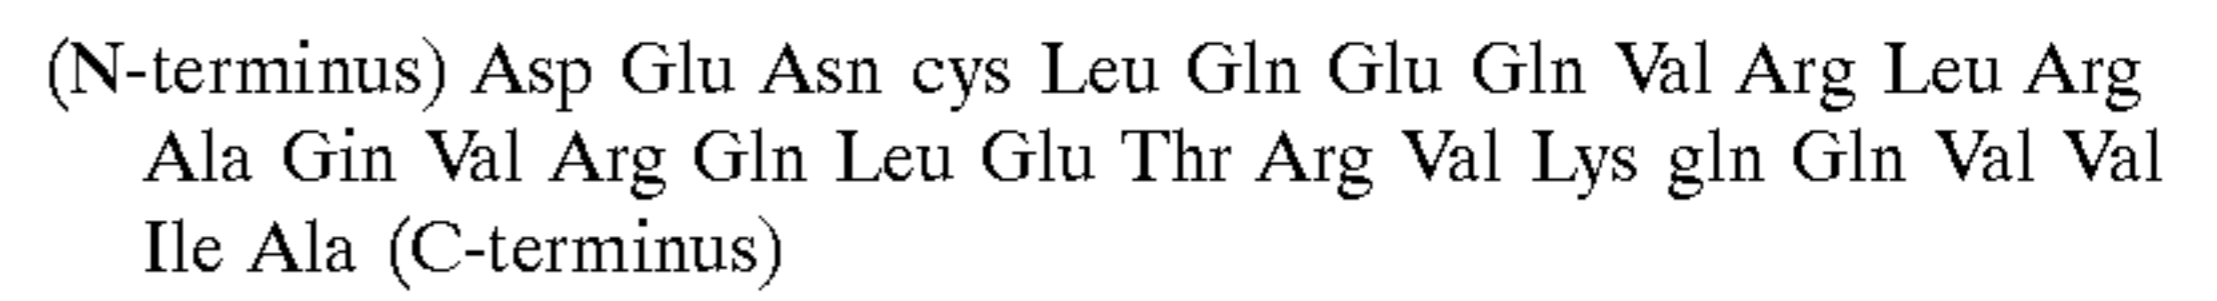 (N-terminus) Asp Glu Asn cys Leu Gln Glu Gln Val Arg Leu Arg
Ala Gin Val Arg Gln Leu Glu Thr Arg Val Lys gln Gln Val Val
Ile Ala (C-terminus)